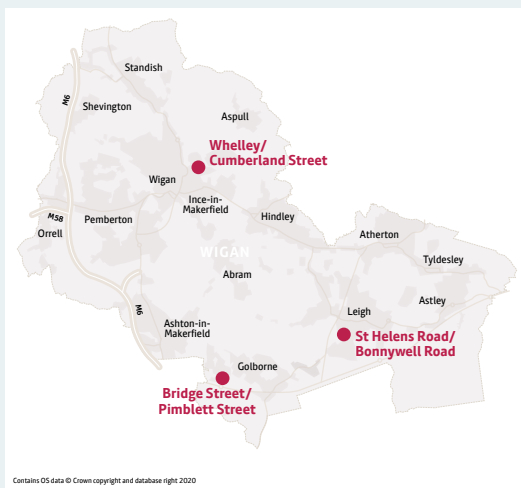 Standish
M6
Shevington
Aspull
Whelley/
Cumberland Street
Wigan
Ince-in-
Makerfield
M58
Pemberton
Hindley
Orrell
Atherton
WIGAN
Tyldesley
Abram
Astley
M6
Leigh
Ashton-in-
Makerfield
St Helens Road/
Bonnywell Road
Golborne
Bridge Street/
Pimblett Street
Contains OS data © Crown copyright and database right 2020